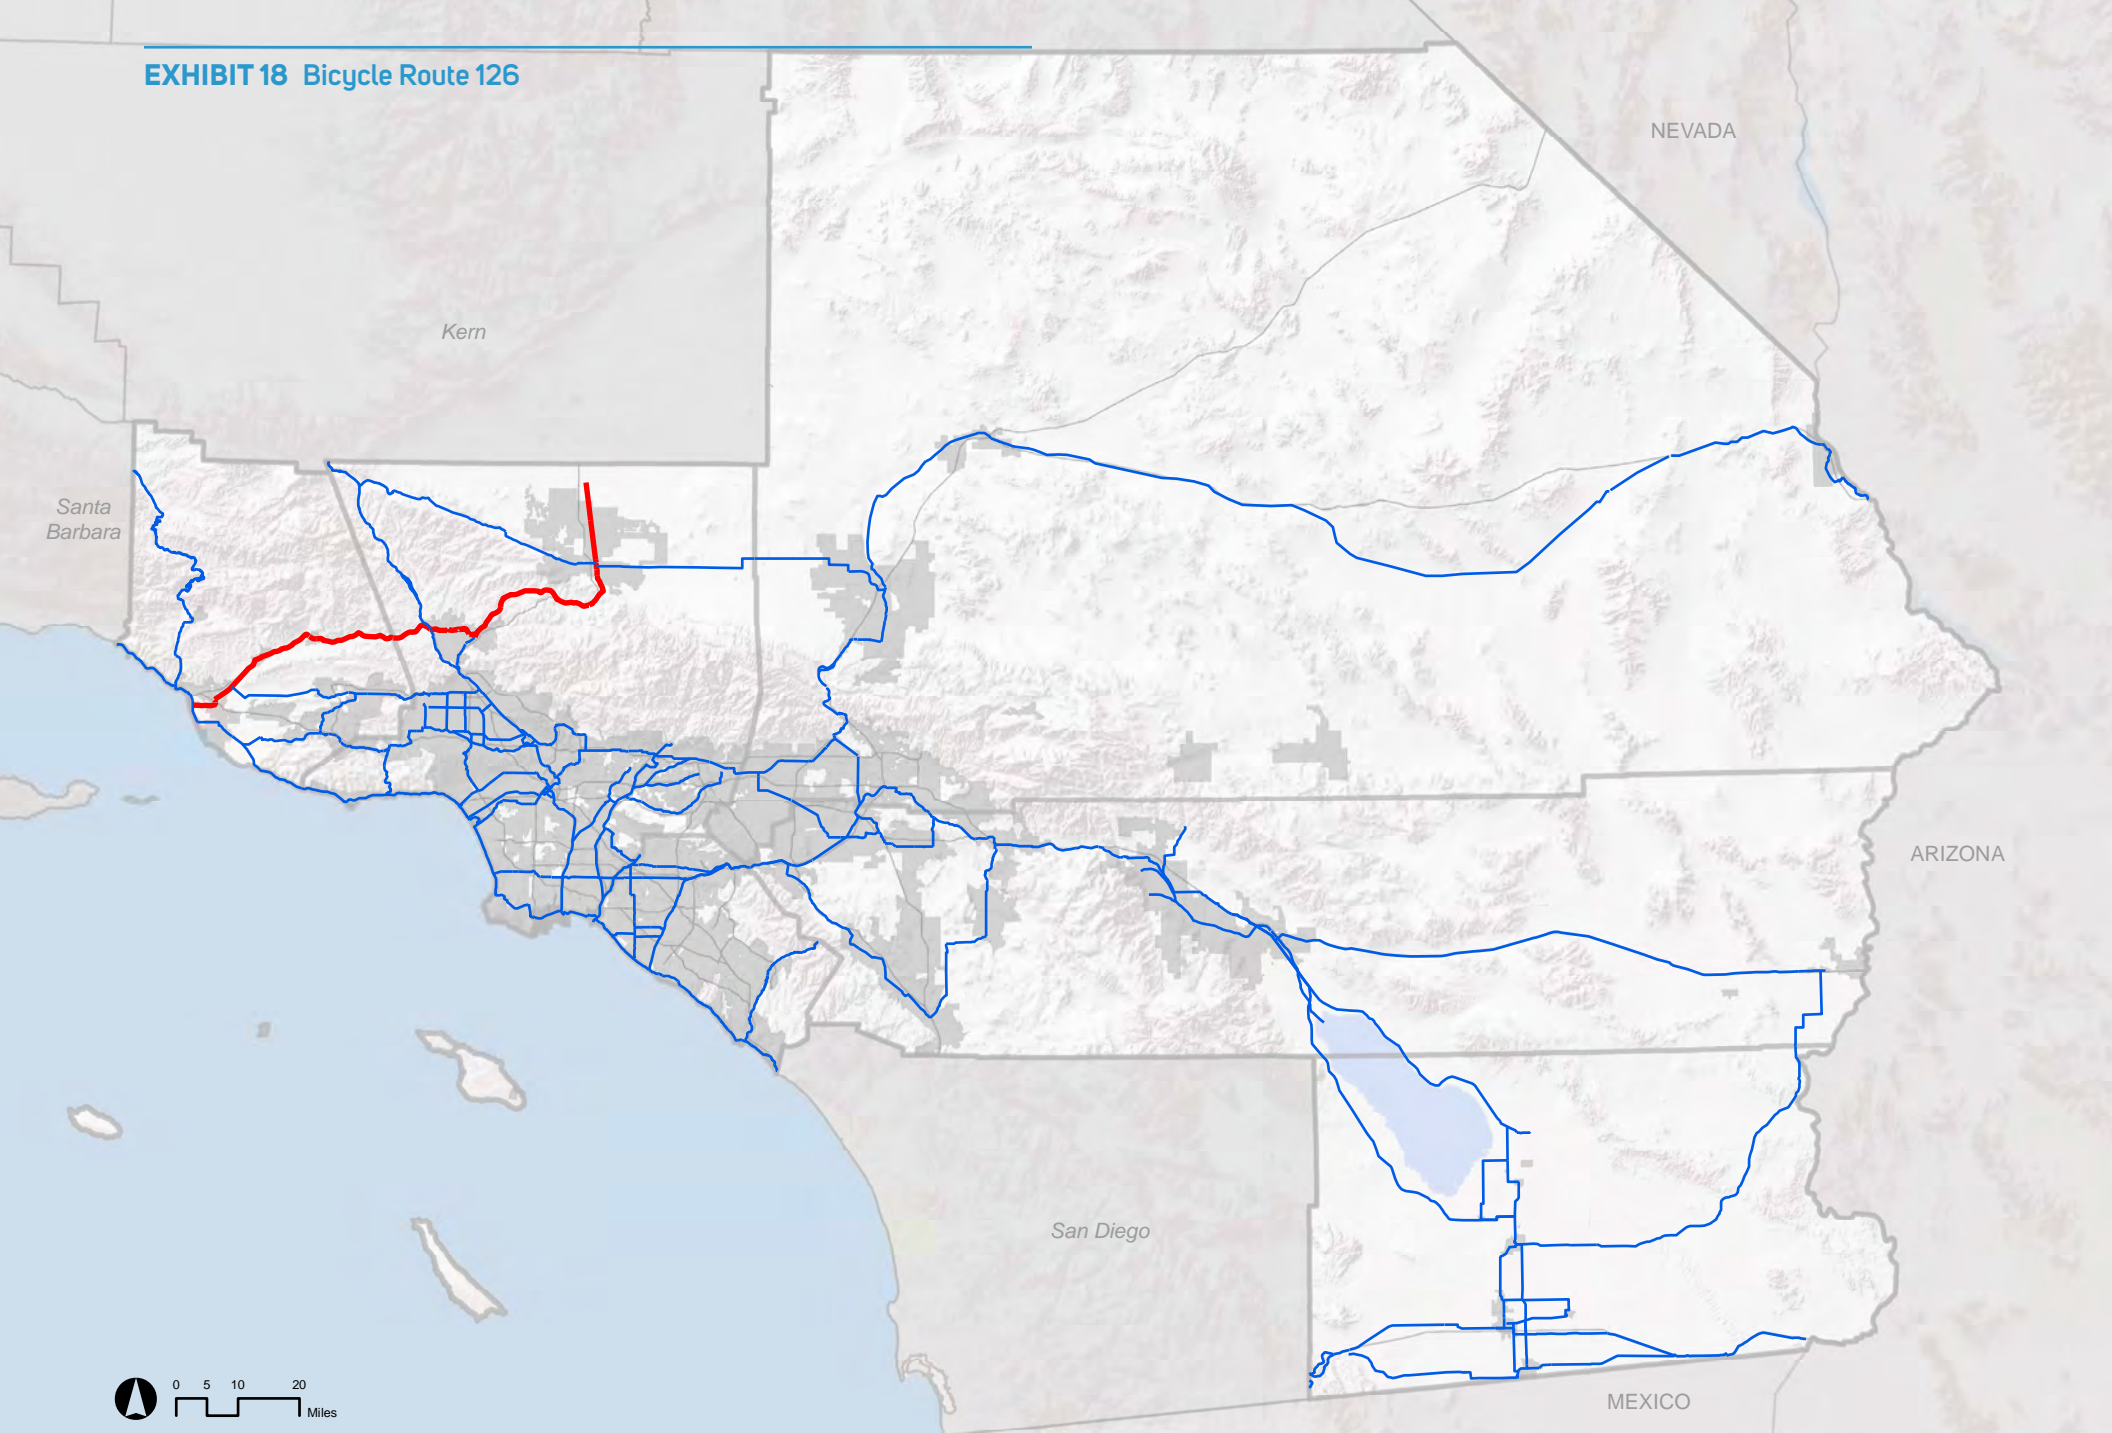 EXHIBIT 18 Bicycle Route 126
NEVADA
Kern
Santa
Barbara
ARIZONA
San Diego
MEXICO
0 5 10 20
Miles